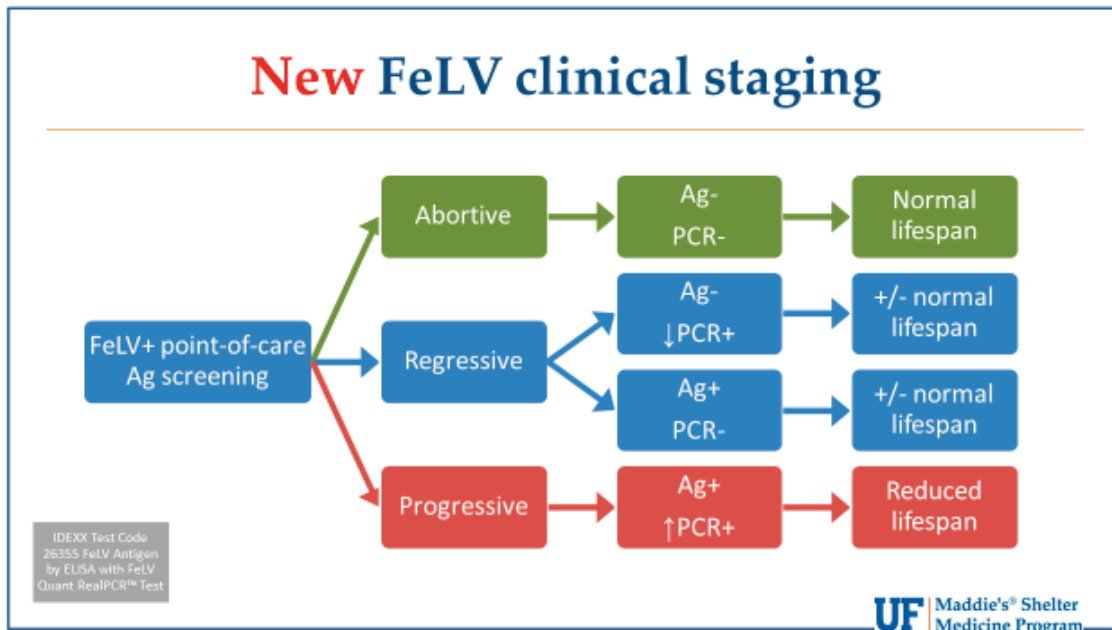 New FeLV clinical staging
Abortive
Ag-
PCR-
Normal
lifespan
FeLV+ point-of-care
Ag screening
Regressive
Ag-
↓PCR+
+/- normal
lifespan
Ag+
PCR-
+/- normal
lifespan
Progressive
Ag+
↑PCR+
Reduced
lifespan
IDEXX Test Code
26355 FeLV Antigen
by ELISA with FeLV
Quant RealPCR™ Test
UF
Maddie's® Shelter
Medicine Program